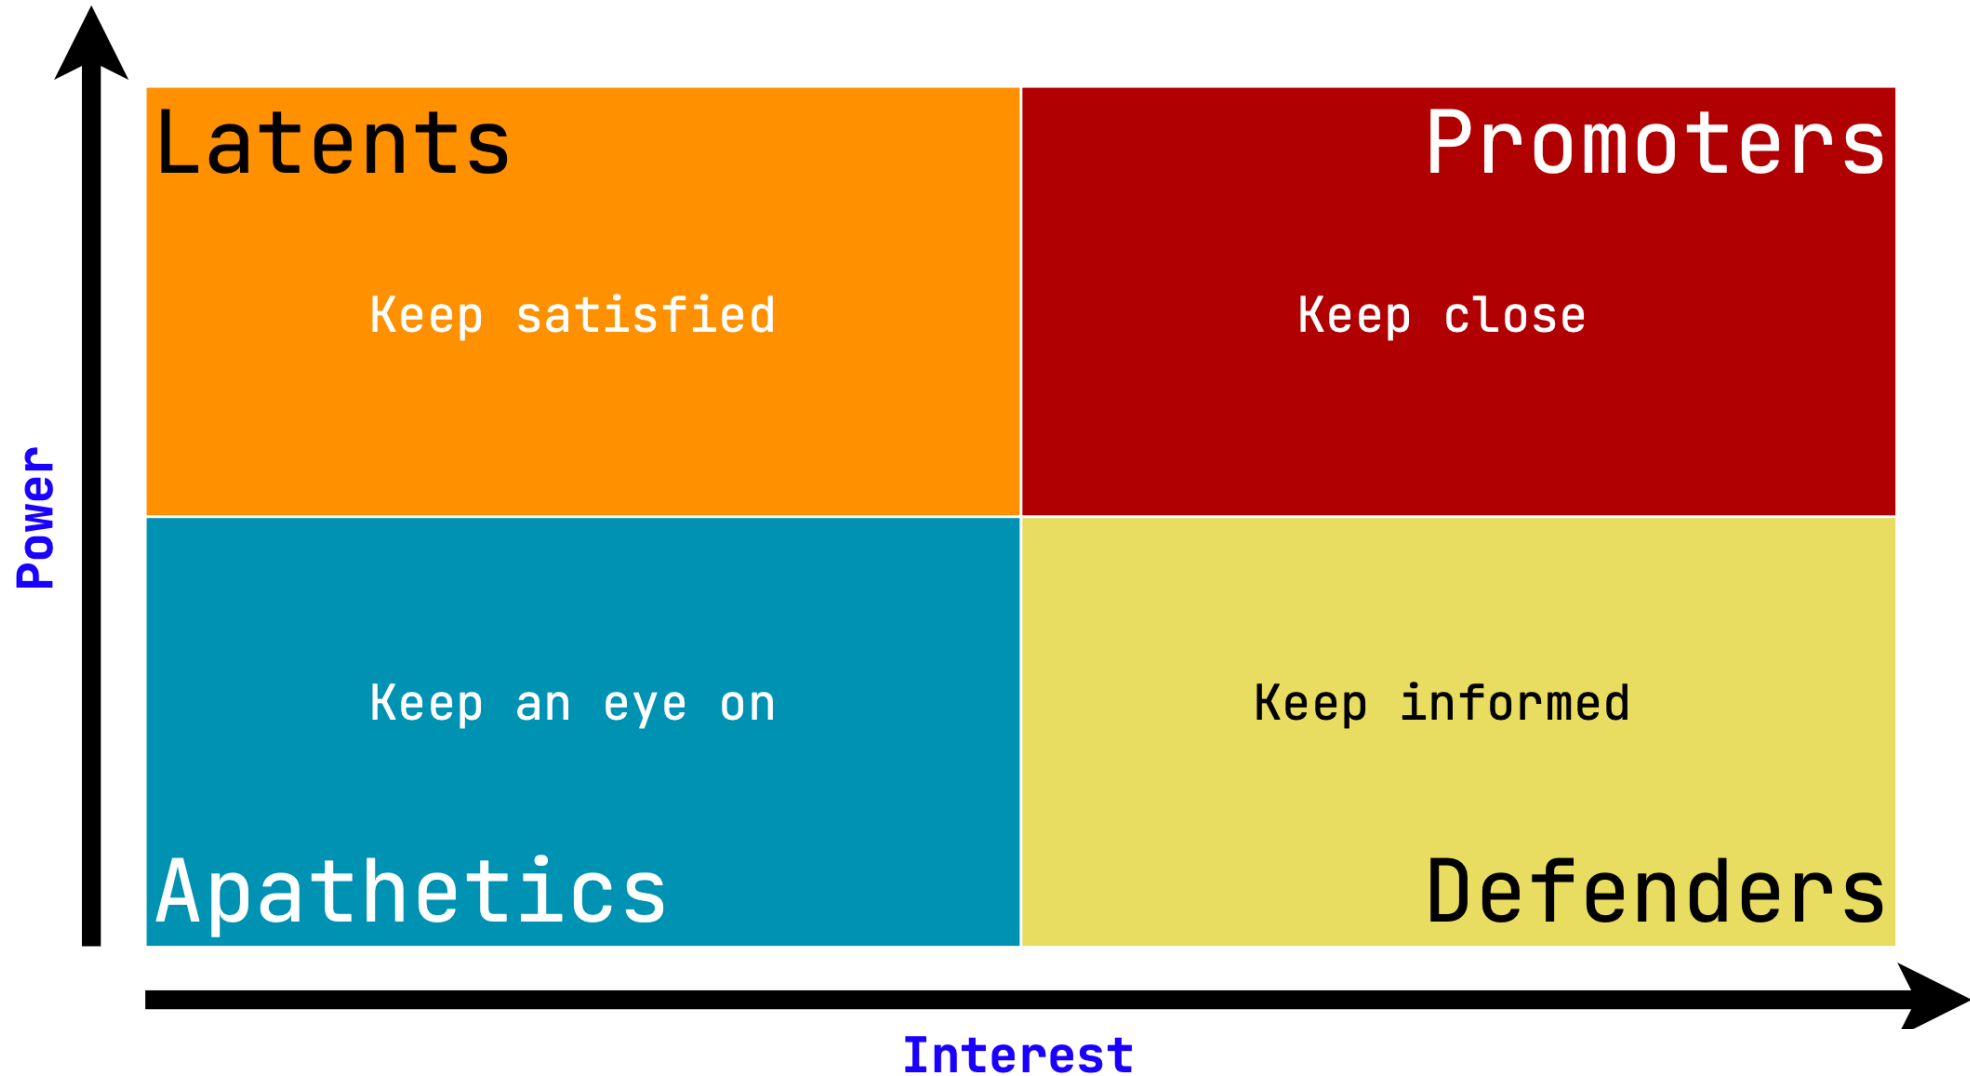 Latents
Promoters
Keep satisfied
Keep close
Power
Keep an eye on
Keep informed
Apathetics
Defenders
Interest